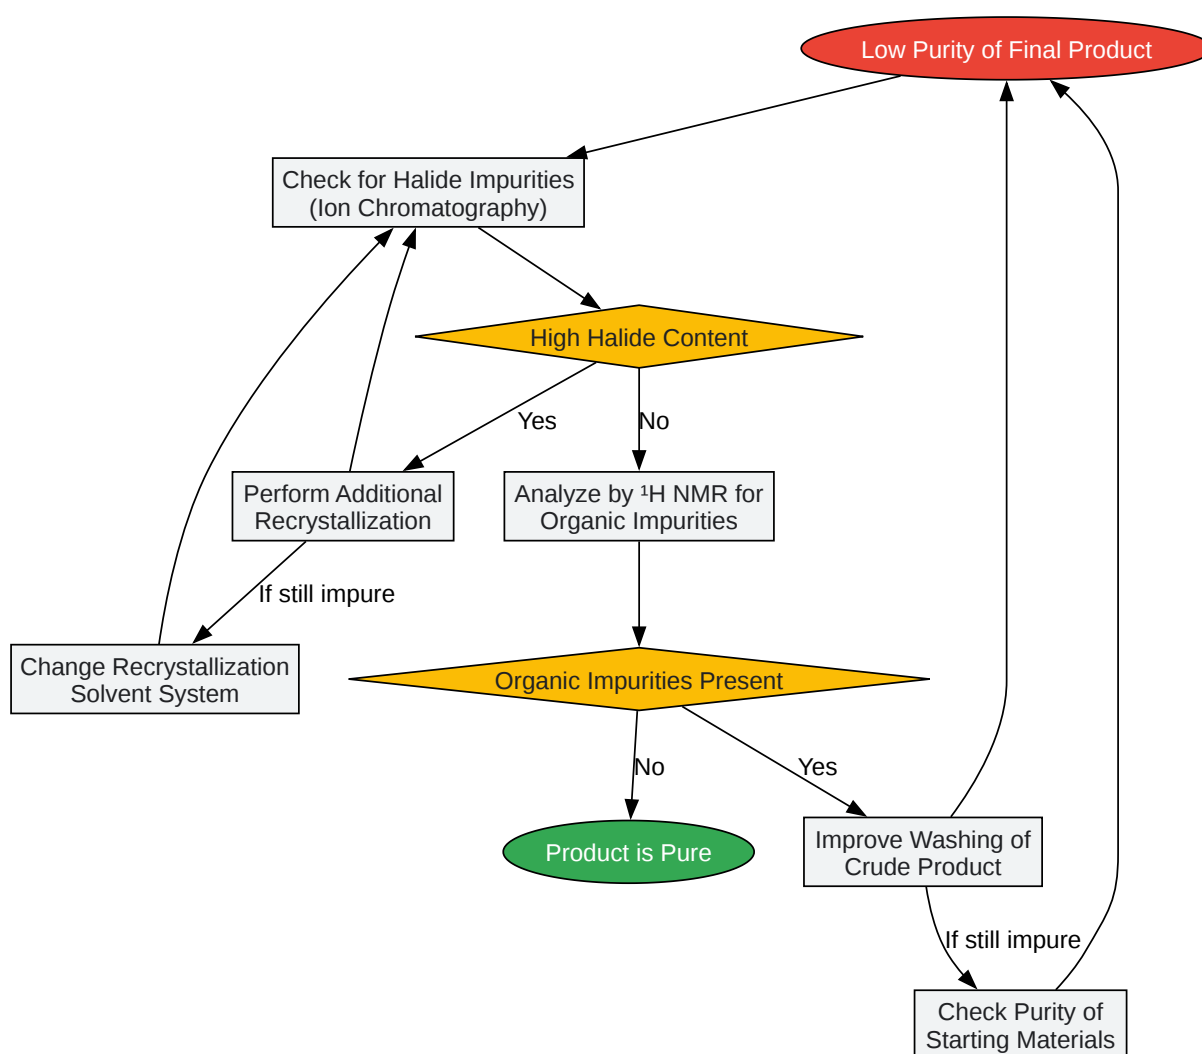 Low Purity of Final Product
Check for Halide Impurities
(Ion Chromatography)
High Halide Content
Yes
No
Perform Additional
Recrystallization
Analyze by ¹H NMR for
Organic Impurities
If still impure
Change Recrystallization
Solvent System
Organic Impurities Present
No
Yes
Product is Pure
Improve Washing of
Crude Product
If still impure
Check Purity of
Starting Materials